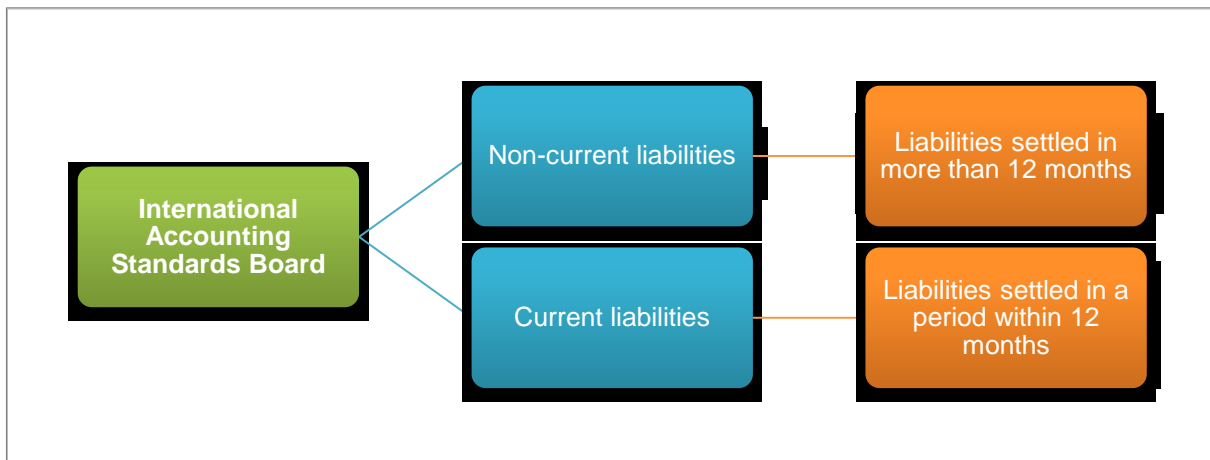 International
Accounting
Standards Board
Non-current liabilities
Liabilities settled in
more than 12 months
Current liabilities
Liabilities settled in a
period within 12
months